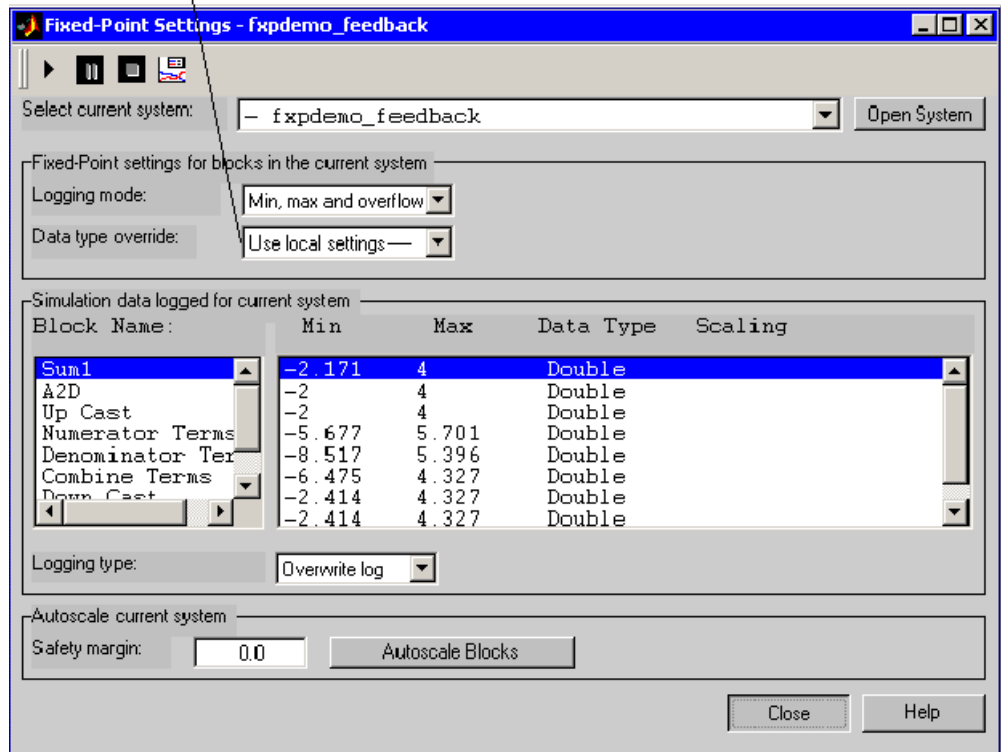 Fixed-Point Settings - fxpdemo_feedback
Select current system: - fxpdemo_feedback Open System
Fixed-Point settings for blocks in the current system
Logging mode: Min, max and overflow
Data type override: Use local settings
Simulation data logged for current system
Block Name: Min Max Data Type Scaling
Sum1 -2.171 4 Double
A2D -2 4 Double
Up Cast -2 4 Double
Numerator Terms -5.677 5.701 Double
Denominator Ter -8.517 5.396 Double
Combine Terms -6.475 4.327 Double
Down Cast -2.414 4.327 Double
-2.414 4.327 Double
Logging type: Overwrite log
Autoscale current system
Safety margin: 0.0 Autoscale Blocks
Close Help